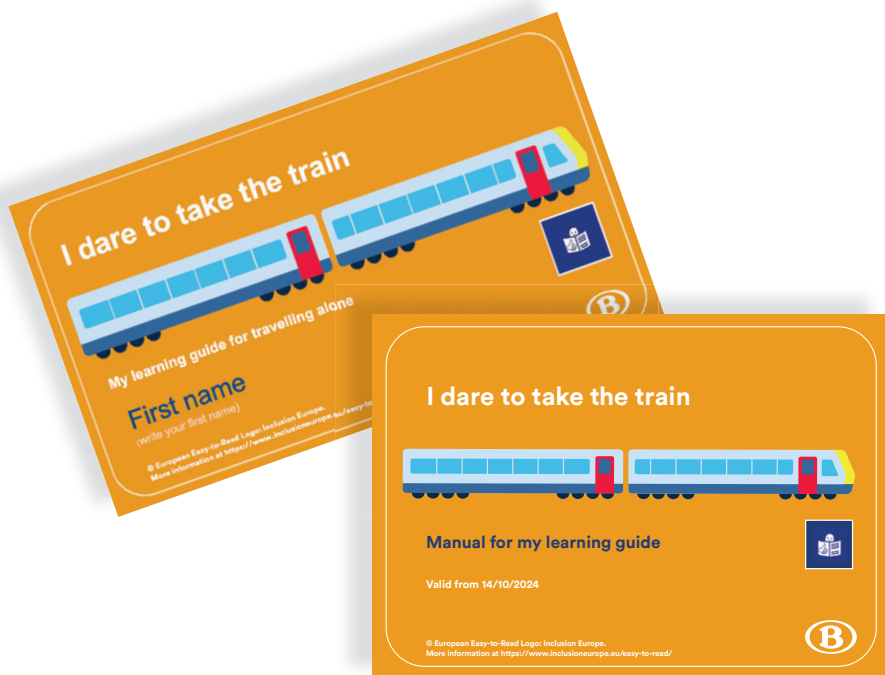 I dare to take the train
My learning guide for travelling alone
First name
(write your first name)
© European Easy-to-Read Logo: Inclusion Europe.
More information at https://www.inclusioneurope.eu/easy-to-
B
I dare to take the train
Manual for my learning guide
Valid from 14/10/2024
© European Easy-to-Read Logo: Inclusion Europe.
More information at https://www.inclusioneurope.eu/easy-to-read/
B